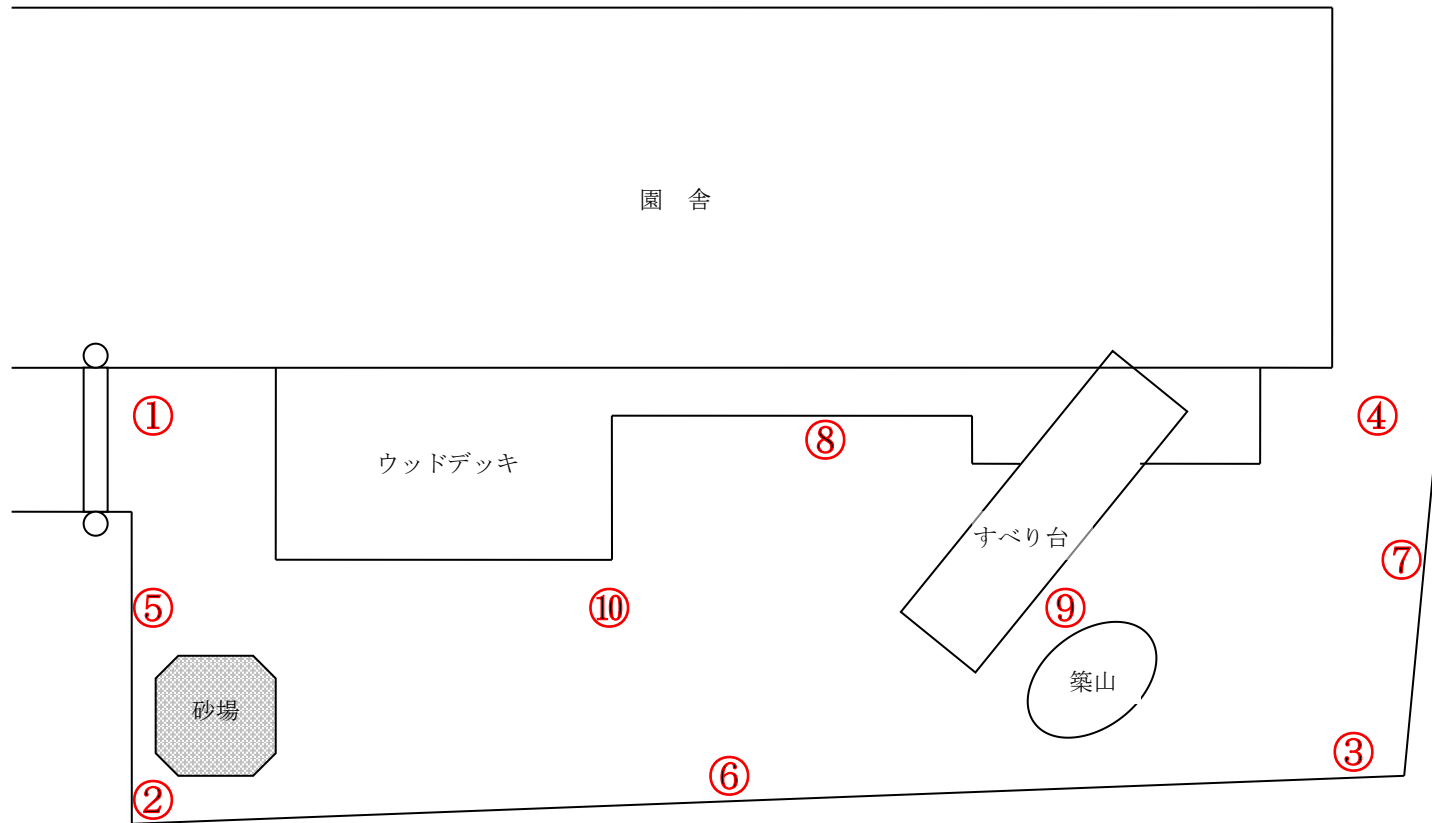 園　舎
①
④
⑧
ウッドデッキ
すべり台
⑦
⑤
⑩
⑨
築山
砂場
③
⑥
②